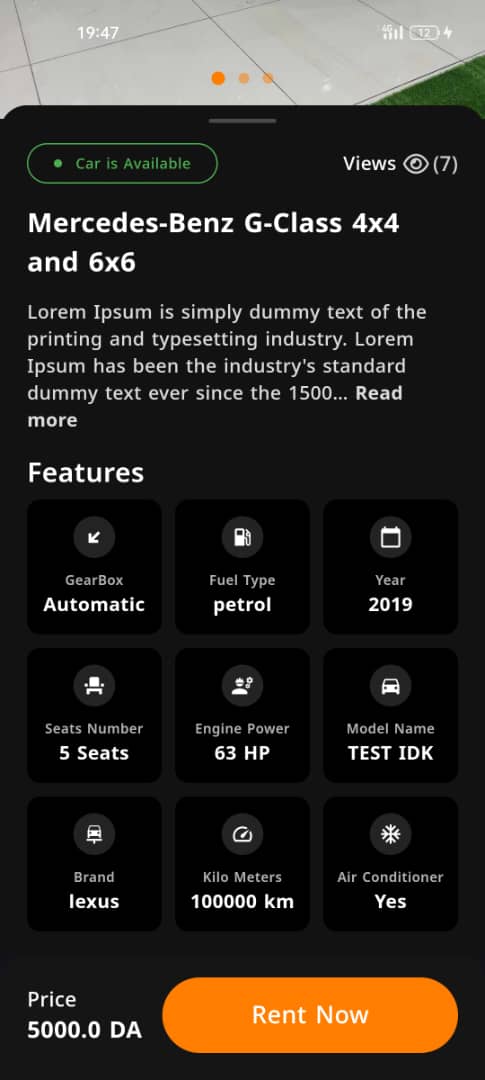 19:47
4G
12
Car is Available
Views (7)
Mercedes-Benz G-Class 4x4
and 6x6
Lorem Ipsum is simply dummy text of the
printing and typesetting industry. Lorem
Ipsum has been the industry's standard
dummy text ever since the 1500... Read
more
Features
GearBox
Automatic
Fuel Type
petrol
Year
2019
Seats Number
5 Seats
Engine Power
63 HP
Model Name
TEST IDK
Brand
lexus
Kilo Meters
100000 km
Air Conditioner
Yes
Price
5000.0 DA
Rent Now